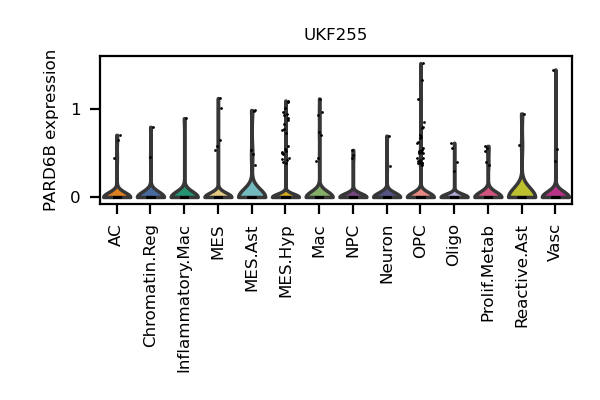 UKF255
PARD6B expression
1
0
AC
Chromatin.Reg
Inflammatory.Mac
MES
MES.Ast
MES.Hyp
Mac
NPC
Neuron
OPC
Oligo
Prolif.Metab
Reactive.Ast
Vasc